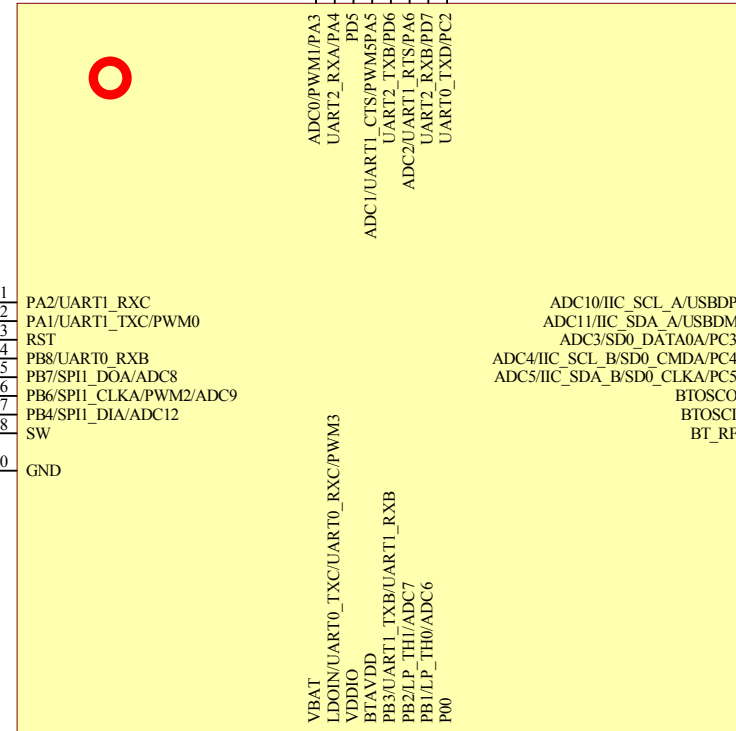 ADC0/PWM1/PA3
UART2_RXA/PA4
PD5
ADC1/UART1_CTS/PWM5PA5
UART2_TXB/PD6
ADC2/UART1_RTS/PA6
UART2_RXB/PD7
UART0_TXD/PC2
1 PA2/UART1_RXC
2 PA1/UART1_TXC/PWM0
3 RST
4 PB8/UART0_RXB
5 PB7/SPI1_DOA/ADC8
6 PB6/SPI1_CLKA/PWM2/ADC9
7 PB4/SPI1_DIA/ADC12
8 SW
0 GND
ADC10/IIC_SCL_A/USBDP
ADC11/IIC_SDA_A/USBDM
ADC3/SD0_DATA0A/PC3
ADC4/IIC_SCL_B/SD0_CMDA/PC4
ADC5/IIC_SDA_B/SD0_CLKA/PC5
BTOSCO
BTOSCI
BT_RF
VBAT
LDOIN/UART0_TXC/UART0_RXC/PWM3
VDDIO
BTAVDD
PB3/UART1_TXB/UART1_RXB
PB2/LP_TH1/ADC7
PB1/LP_TH0/ADC6
P00